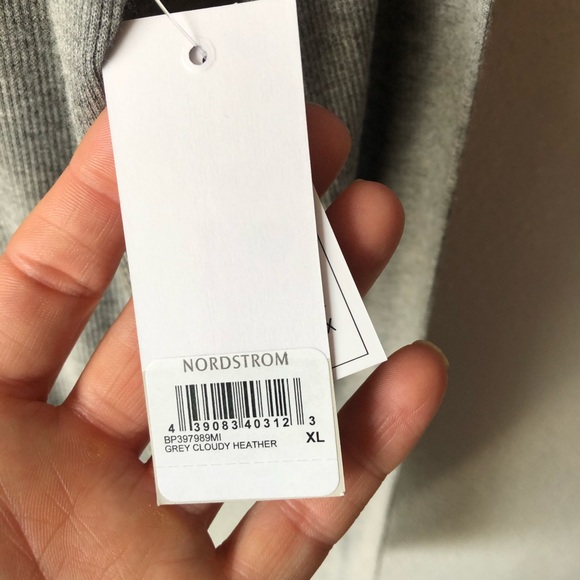 X
NORDSTROM
4 39083 40312 3
BP397989MI
GREY CLOUDY HEATHER
XL